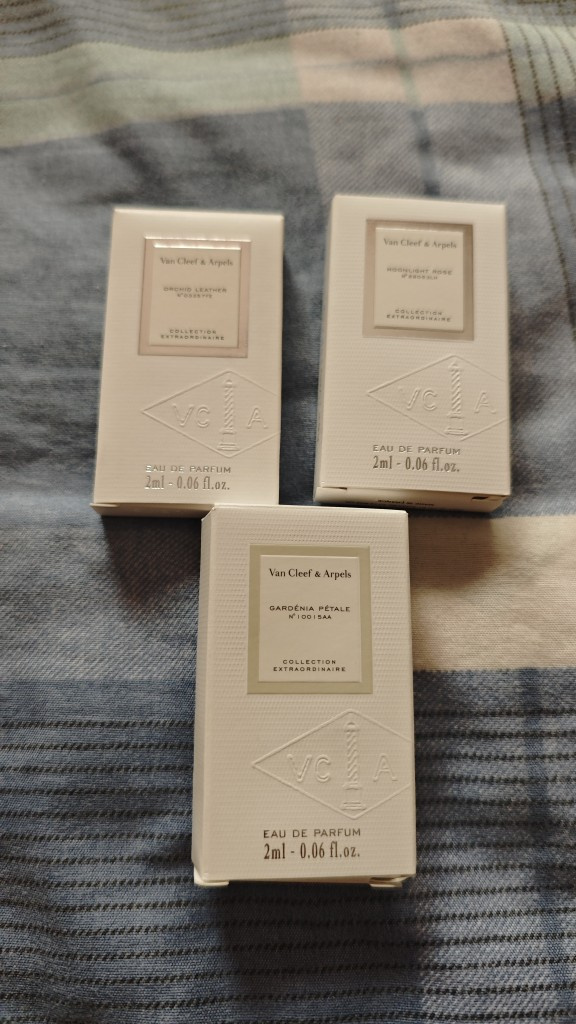 Van Cleef & Arpels
ORCHID LEATHER
COLLECTION
EXTRAORDINAIRE
VC A
EAU DE PARFUM
2ml - 0.06 fl.oz.
Van Cleef & Arpels
MOONLIGHT ROSE
COLLECTION
EXTRAORDINAIRE
VC A
EAU DE PARFUM
2ml - 0.06 fl.oz.
Van Cleef & Arpels
GARDÉNIA PÉTALE
N°10015AA
COLLECTION
EXTRAORDINAIRE
VC A
EAU DE PARFUM
2ml - 0.06 fl.oz.